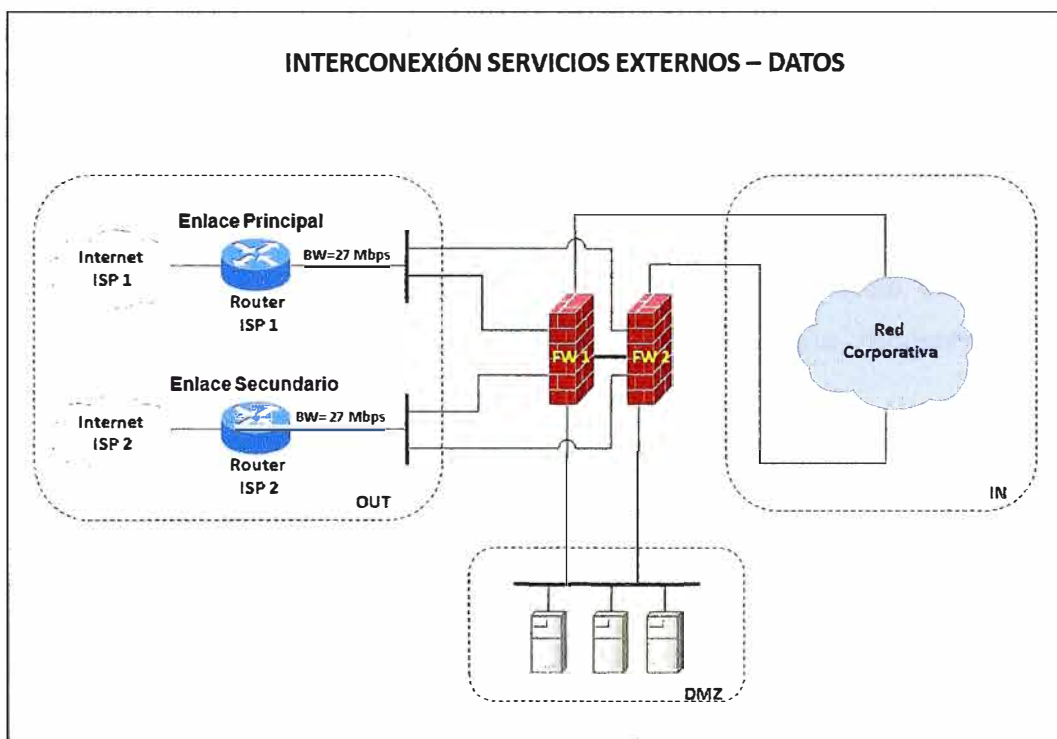 INTERCONEXIÓN SERVICIOS EXTERNOS – DATOS
Enlace Principal
Internet
ISP 1
BW=27 Mbps
Router
ISP 1
Enlace Secundario
Internet
ISP 2
BW= 27 Mbps
Router
ISP 2
OUT
FW 1
FW 2
Red
Corporativa
IN
DMZ